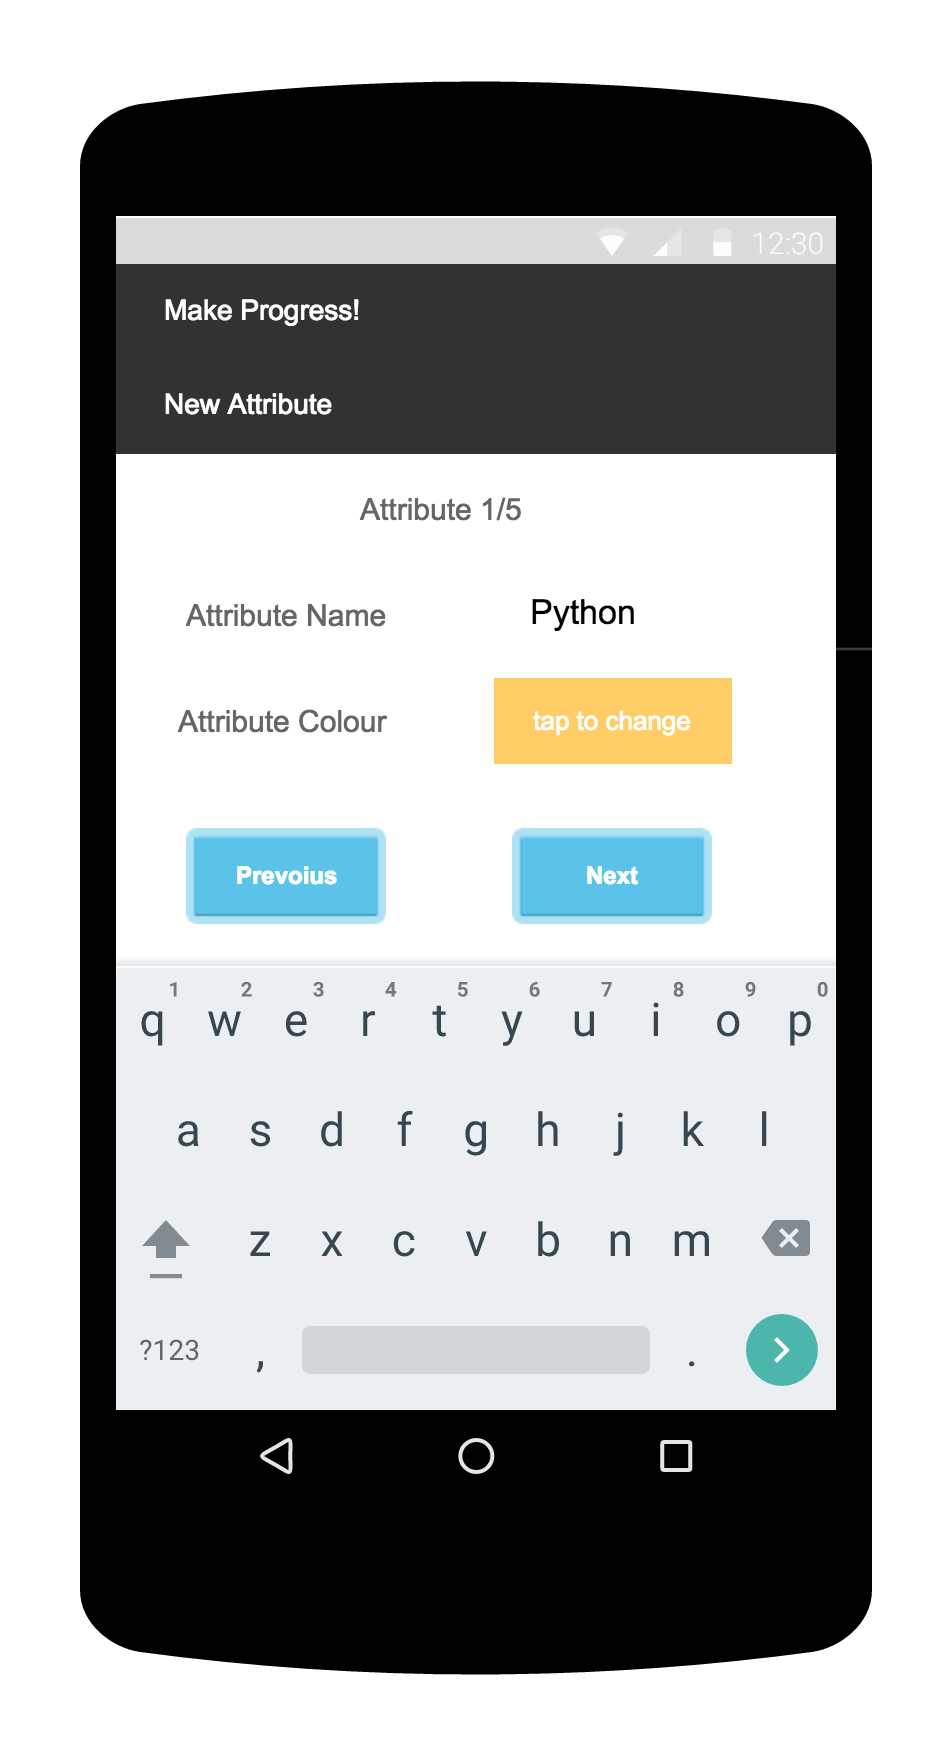 12:30
Make Progress!
New Attribute
Attribute 1/5
Attribute Name Python
Attribute Colour tap to change
Prevoius Next
1 2 3 4 5 6 7 8 9 0
q w e r t y u i o p
a s d f g h j k l
z x c v b n m
?123 , .